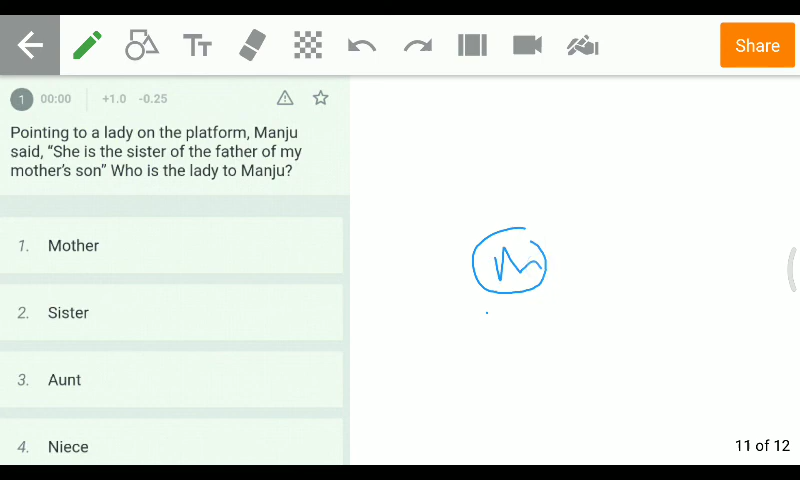 Share
1 00:00 +1.0 -0.25
Pointing to a lady on the platform, Manju
said, “She is the sister of the father of my
mother's son” Who is the lady to Manju?
1. Mother
2. Sister
3. Aunt
4. Niece
M
11 of 12